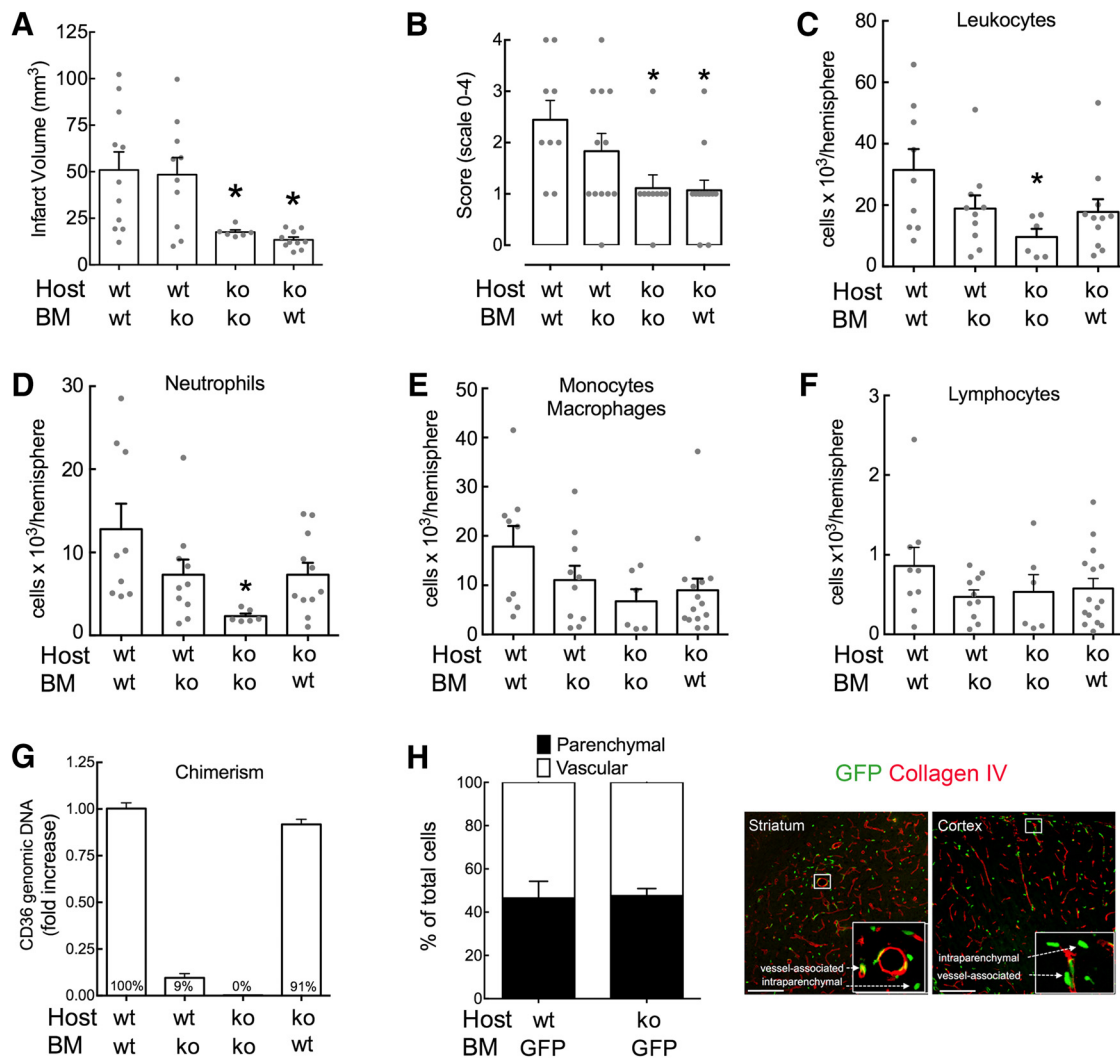 A
Infarct Volume (mm³)
125
100
75
50
25
0
* *
Host wt wt ko ko
BM wt ko ko wt
B
Score (scale 0-4)
4
3
2
1
0
* *
Host wt wt ko ko
BM wt ko ko wt
C
Leukocytes
cells x 10³/hemisphere
80
60
40
20
0
*
Host wt wt ko ko
BM wt ko ko wt
D
Neutrophils
cells x 10³/hemisphere
30
20
10
0
*
Host wt wt ko ko
BM wt ko ko wt
E
Monocytes
Macrophages
cells x 10³/hemisphere
50
40
30
20
10
0
Host wt wt ko ko
BM wt ko ko wt
F
Lymphocytes
cells x10³/hemisphere
3
2
1
0
Host wt wt ko ko
BM wt ko ko wt
G
Chimerism
CD36 genomic DNA
(fold increase)
1.25
1.00
0.75
0.50
0.25
0.00
100% 9% 0% 91%
Host wt wt ko ko
BM wt ko ko wt
H
Parenchymal
Vascular
% of total cells
100
80
60
40
20
0
Host wt ko
BM GFP GFP
GFP Collagen IV
Striatum
vessel-associated
intraparenchymal
Cortex
intraparenchymal
vessel-associated